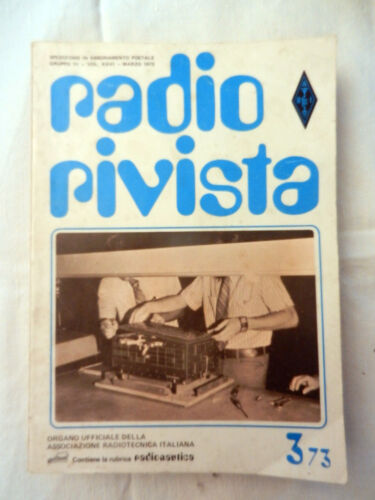 SPEDIZIONE IN ABBONAMENTO POSTALE
GRUPPO III - VOL. XXVI - MARZO 1973
radio
rivista
ORGANO UFFICIALE DELLA
ASSOCIAZIONE RADIOTECNICA ITALIANA
Contiene la rubrica
3/73